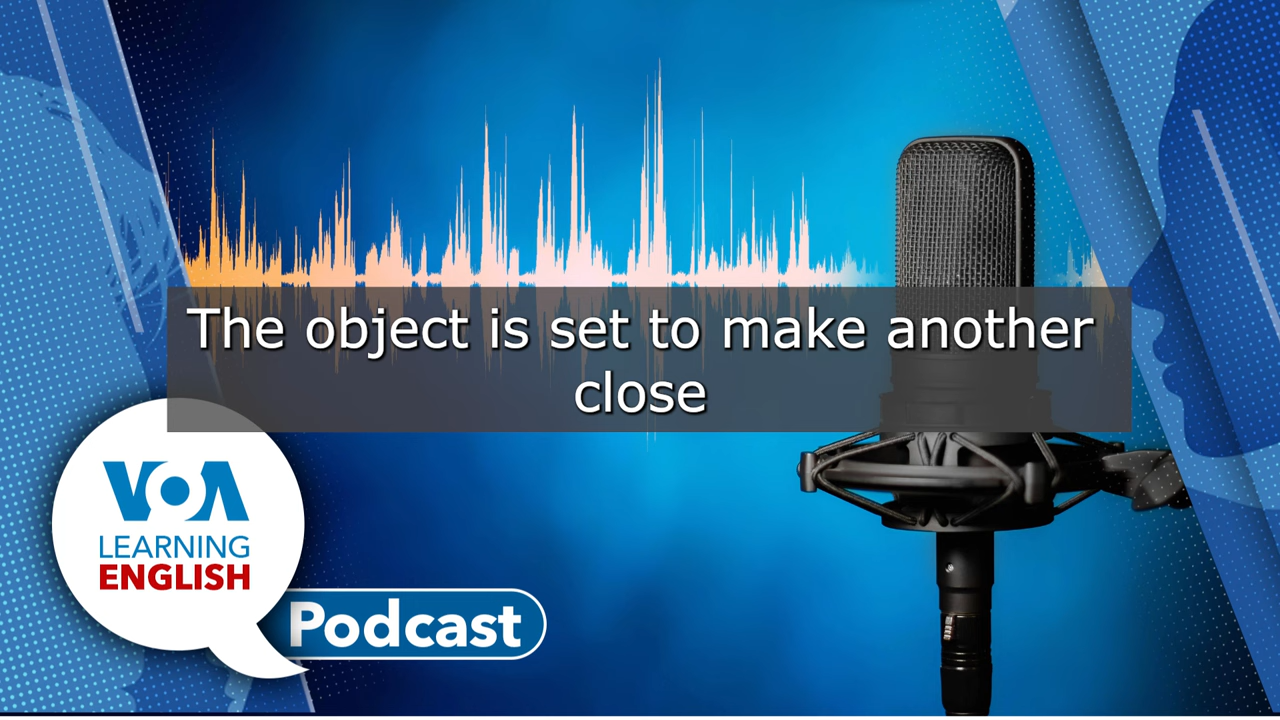 The object is set to make another
close
VOA
LEARNING
ENGLISH
Podcast